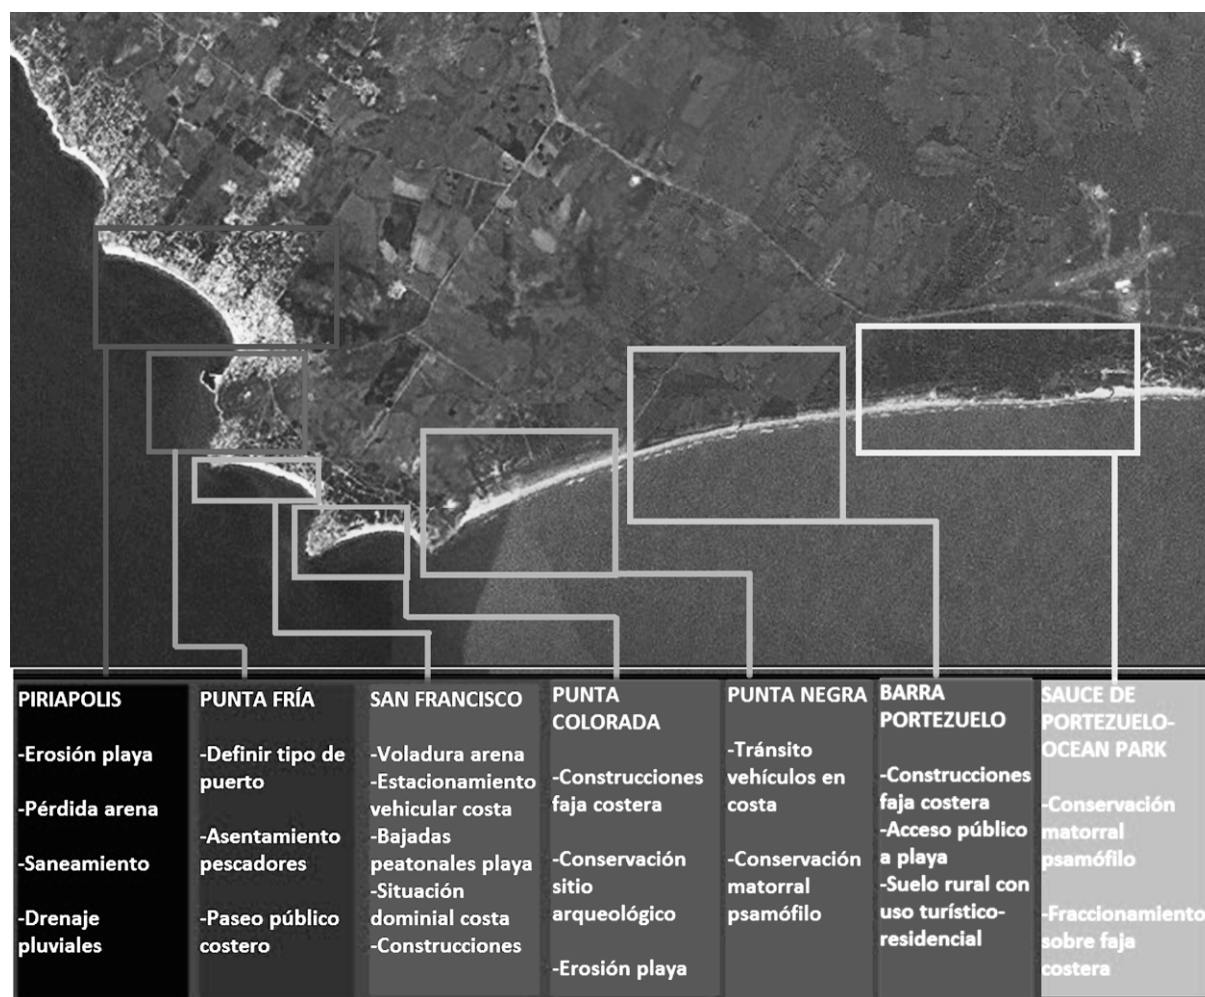 PIRIAPOLIS
-Erosión playa
-Pérdida arena
-Saneamiento
-Drenaje
pluviales
PUNTA FRÍA
-Definir tipo de
puerto
-Asentamiento
pescadores
-Paseo público
costero
SAN FRANCISCO
-Voladura arena
-Estacionamiento
vehicular costa
-Bajadas
peatonales playa
-Situación
dominial costa
-Construcciones
PUNTA
COLORADA
-Construcciones
faja costera
-Conservación
sitio
arqueológico
-Erosión playa
PUNTA NEGRA
-Tránsito
vehículos en
costa
-Conservación
matorral
psamófilo
BARRA
PORTEZUELO
-Construcciones
faja costera
-Acceso público
a playa
-Suelo rural con
uso turístico-
residencial
SAUCE DE
PORTEZUELO-
OCEAN PARK
-Conservación
matorral
psamófilo
-Fraccionamiento
sobre faja
costera